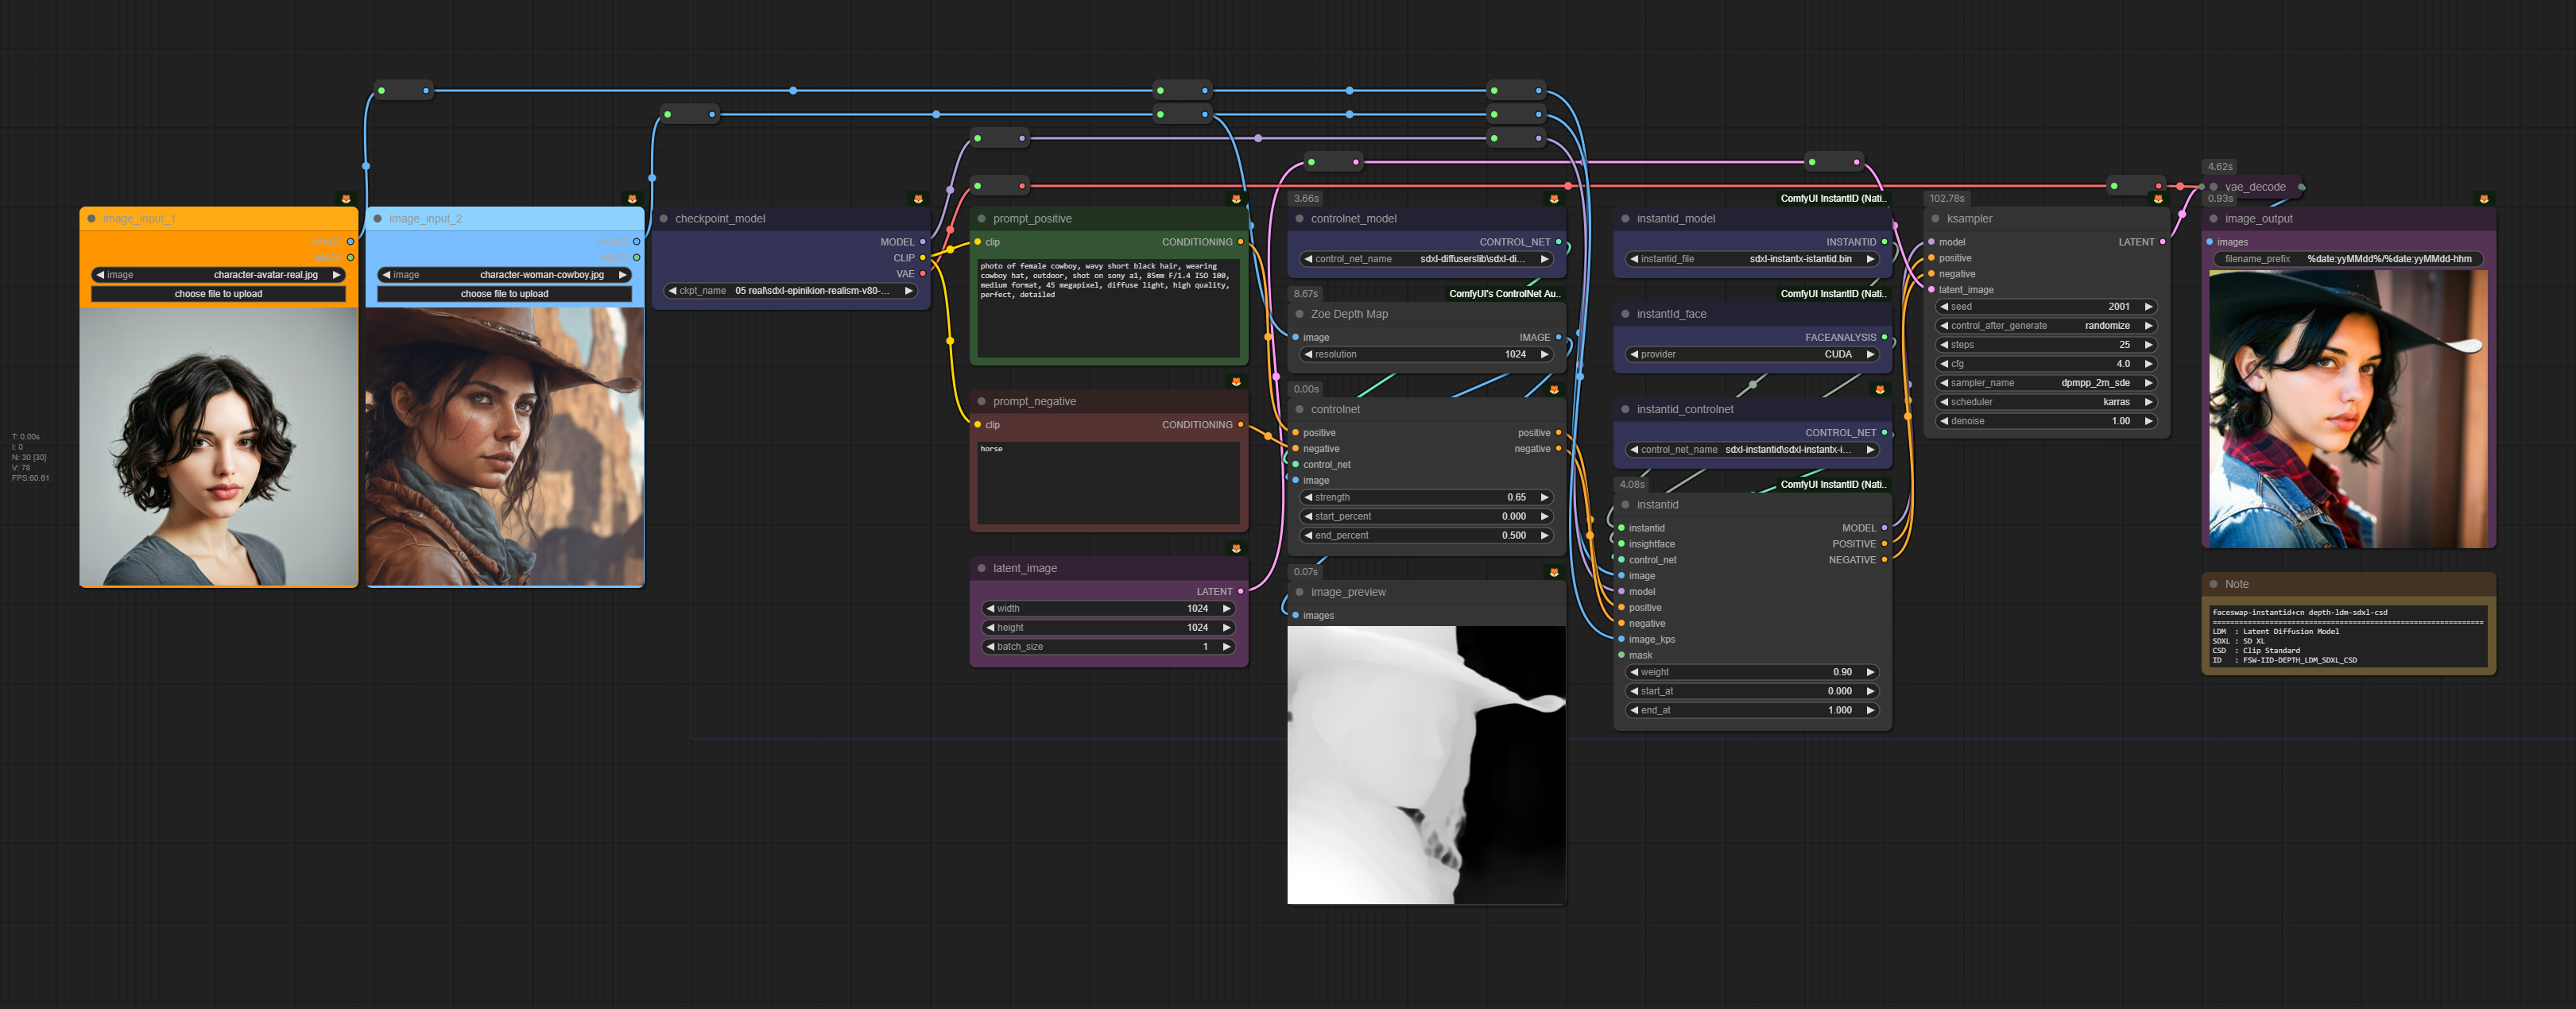 T: 0.00s
I: 0
N: 30 [30]
V: 78
FPS:60.61
image_input_1
IMAGE
MASK
image character-avatar-real.jpg
choose file to upload
image_input_2
IMAGE
MASK
image character-woman-cowboy.jpg
choose file to upload
checkpoint_model
MODEL
CLIP
VAE
ckpt_name 05 real\sdxl-epinikion-realism-v80-...
prompt_positive
clip CONDITIONING
photo of female cowboy, wavy short black hair, wearing
cowboy hat, outdoor, shot on sony a1, 85mm F/1.4 ISO 100,
medium format, 45 megapixel, diffuse light, high quality,
perfect, detailed
prompt_negative
clip CONDITIONING
horse
latent_image
LATENT
width 1024
height 1024
batch_size 1
3.66s
controlnet_model
CONTROL_NET
control_net_name sdxl-diffuserslib\sdxl-di...
8.67s ComfyUI's ControlNet Au..
Zoe Depth Map
image IMAGE
resolution 1024
0.00s
controlnet
positive positive
negative negative
control_net
image
strength 0.65
start_percent 0.000
end_percent 0.500
0.07s
image_preview
images
ComfyUI InstantID (Nati..
instantid_model
INSTANTID
instantid_file sdxl-instantx-istantid.bin
ComfyUI InstantID (Nati..
instantId_face
FACEANALYSIS
provider CUDA
instantid_controlnet
CONTROL_NET
control_net_name sdxl-instantid\sdxl-instantx-i...
4.08s ComfyUI InstantID (Nati..
instantid
instantid MODEL
insightface POSITIVE
control_net NEGATIVE
image
model
positive
negative
image_kps
mask
weight 0.90
start_at 0.000
end_at 1.000
102.78s
ksampler
model LATENT
positive
negative
latent_image
seed 2001
control_after_generate randomize
steps 25
cfg 4.0
sampler_name dpmpp_2m_sde
scheduler karras
denoise 1.00
4.62s
vae_decode
0.93s
image_output
images
filename_prefix %date:yyMMdd%/%date:yyMMdd-hhm
Note
faceswap-instantid+cn depth-ldm-sdxl-csd
LDM : Latent Diffusion Model
SDXL : SD XL
CSD : Clip Standard
ID : FSW-IID-DEPTH_LDM_SDXL_CSD